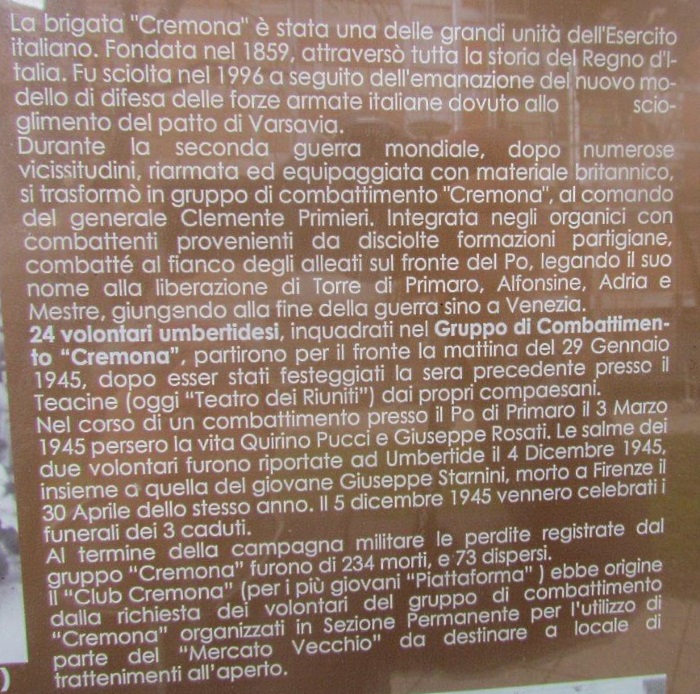 La brigata "Cremona" è stata una delle grandi unità dell'Esercito
italiano. Fondata nel 1859, attraversò tutta la storia del Regno d'I-
talia. Fu sciolta nel 1996 a seguito dell'emanazione del nuovo mo-
dello di difesa delle forze armate italiane dovuto allo scio-
glimento del patto di Varsavia.
Durante la seconda guerra mondiale, dopo numerose
vicissitudini, riarmata ed equipaggiata con materiale britannico,
si trasformò in gruppo di combattimento "Cremona", al comando
del generale Clemente Primieri. Integrata negli organici con
combattenti provenienti da disciolte formazioni partigiane,
combatté al fianco degli alleati sul fronte del Po, legando il suo
nome alla liberazione di Torre di Primaro, Alfonsine, Adria e
Mestre, giungendo alla fine della guerra sino a Venezia.
24 volontari umbertidesi, inquadrati nel Gruppo di Combattimen-
to "Cremona", partirono per il fronte la mattina del 29 Gennaio
1945, dopo esser stati festeggiati la sera precedente presso il
Teacine (oggi "Teatro dei Riuniti") dai propri compaesani.
Nel corso di un combattimento presso il Po di Primaro il 3 Marzo
1945 persero la vita Quirino Pucci e Giuseppe Rosati. Le salme dei
due volontari furono riportate ad Umbertide il 4 Dicembre 1945,
insieme a quella del giovane Giuseppe Starnini, morto a Firenze il
30 Aprile dello stesso anno. Il 5 dicembre 1945 vennero celebrati i
funerali dei 3 caduti.
Al termine della campagna militare le perdite registrate dal
gruppo "Cremona" furono di 234 morti, e 73 dispersi.
Il "Club Cremona" (per i più giovani "Piattaforma" ) ebbe origine
dalla richiesta dei volontari del gruppo di combattimento
"Cremona" organizzati in Sezione Permanente per l'utilizzo di
parte del "Mercato Vecchio" da destinare a locale di
trattenimenti all'aperto.
)